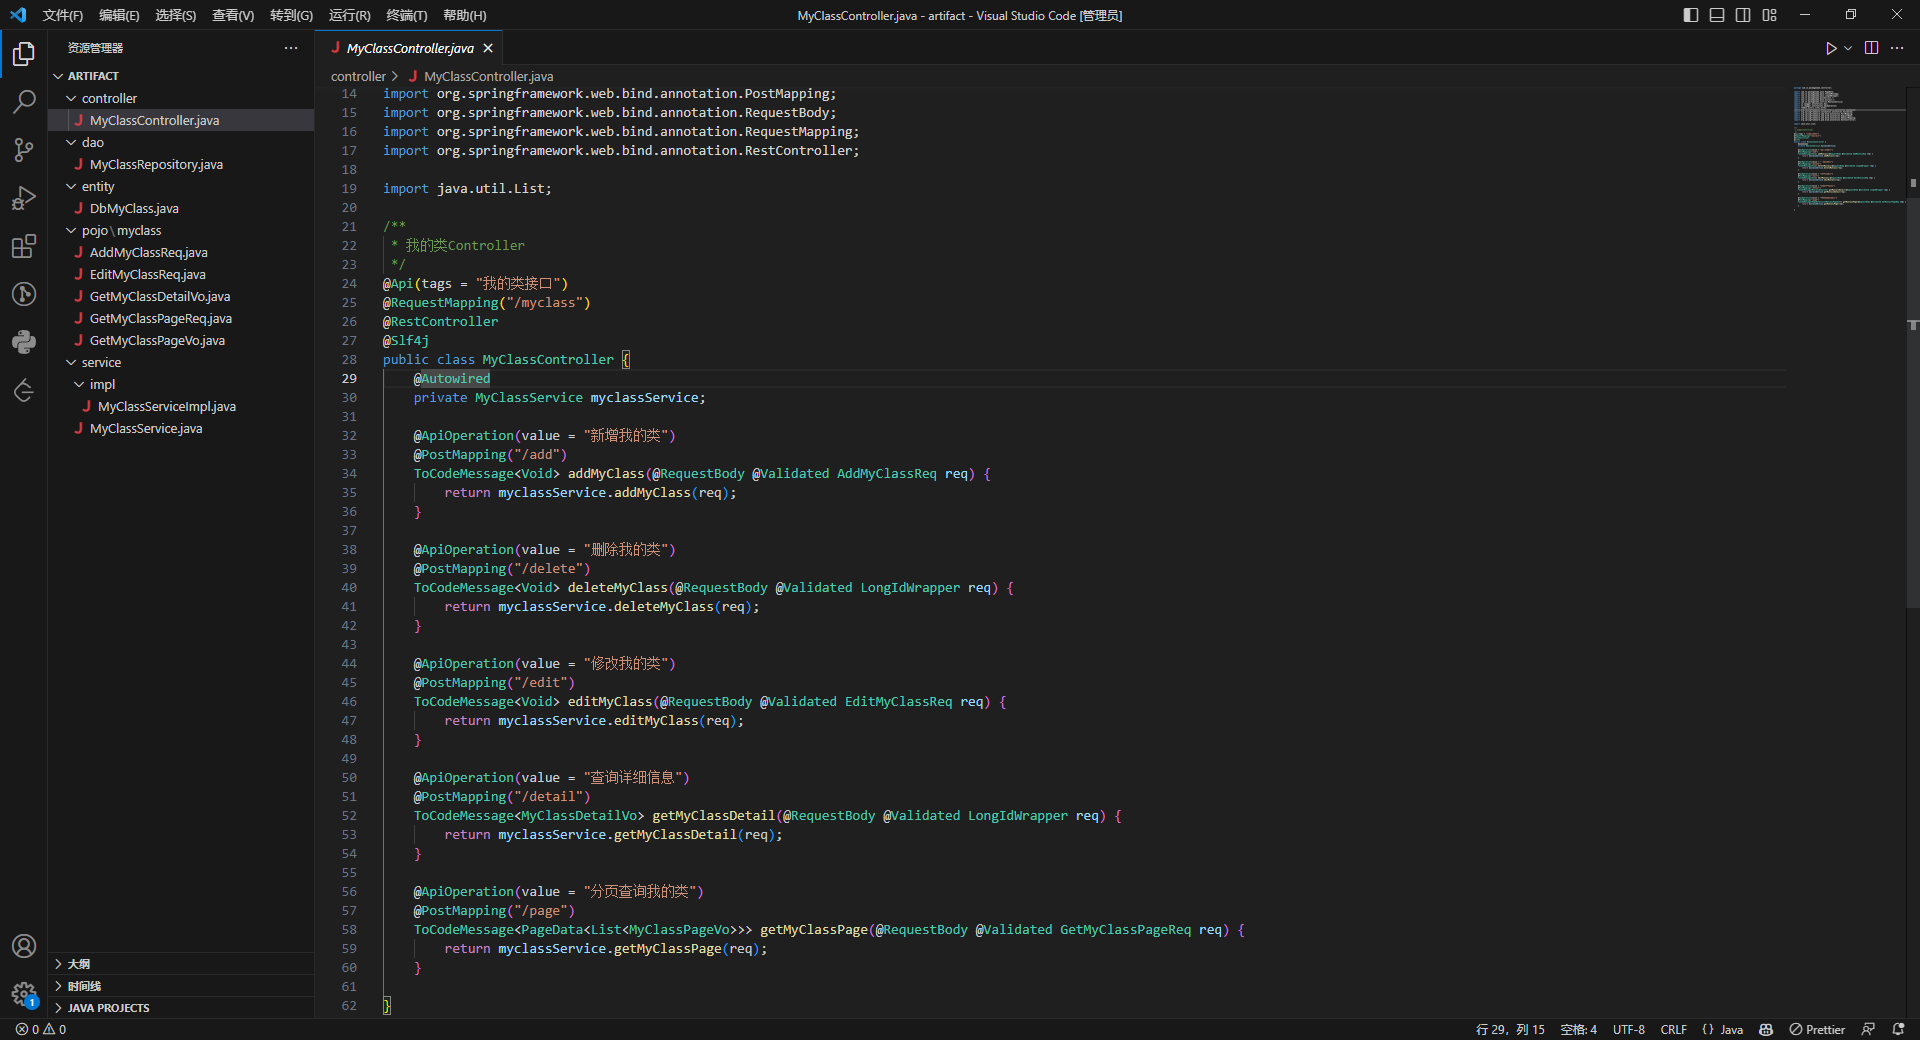 文件(F) 编辑(E) 选择(S) 查看(V) 转到(G) 运行(R) 终端(T) 帮助(H)
MyClassController.java - artifact - Visual Studio Code [管理员]
资源管理器
ARTIFACT
controller
MyClassController.java
dao
MyClassRepository.java
entity
DbMyClass.java
pojo\myclass
AddMyClassReq.java
EditMyClassReq.java
GetMyClassDetailVo.java
GetMyClassPageReq.java
GetMyClassPageVo.java
service
impl
MyClassServiceImpl.java
MyClassService.java
大纲
时间线
JAVA PROJECTS
MyClassController.java
controller > MyClassController.java
14 import org.springframework.web.bind.annotation.PostMapping;
15 import org.springframework.web.bind.annotation.RequestBody;
16 import org.springframework.web.bind.annotation.RequestMapping;
17 import org.springframework.web.bind.annotation.RestController;
18
19 import java.util.List;
20
21 /**
22  * 我的类Controller
23  */
24 @Api(tags = "我的类接口")
25 @RequestMapping("/myclass")
26 @RestController
27 @Slf4j
28 public class MyClassController {
29     @Autowired
30     private MyClassService myclassService;
31
32     @ApiOperation(value = "新增我的类")
33     @PostMapping("/add")
34     ToCodeMessage<Void> addMyClass(@RequestBody @Validated AddMyClassReq req) {
35         return myclassService.addMyClass(req);
36     }
37
38     @ApiOperation(value = "删除我的类")
39     @PostMapping("/delete")
40     ToCodeMessage<Void> deleteMyClass(@RequestBody @Validated LongIdWrapper req) {
41         return myclassService.deleteMyClass(req);
42     }
43
44     @ApiOperation(value = "修改我的类")
45     @PostMapping("/edit")
46     ToCodeMessage<Void> editMyClass(@RequestBody @Validated EditMyClassReq req) {
47         return myclassService.editMyClass(req);
48     }
49
50     @ApiOperation(value = "查询详细信息")
51     @PostMapping("/detail")
52     ToCodeMessage<MyClassDetailVo> getMyClassDetail(@RequestBody @Validated LongIdWrapper req) {
53         return myclassService.getMyClassDetail(req);
54     }
55
56     @ApiOperation(value = "分页查询我的类")
57     @PostMapping("/page")
58     ToCodeMessage<PageData<List<MyClassPageVo>>> getMyClassPage(@RequestBody @Validated GetMyClassPageReq req) {
59         return myclassService.getMyClassPage(req);
60     }
61
62 }
1
0 0
行 29，列 15 空格: 4 UTF-8 CRLF {} Java Prettier